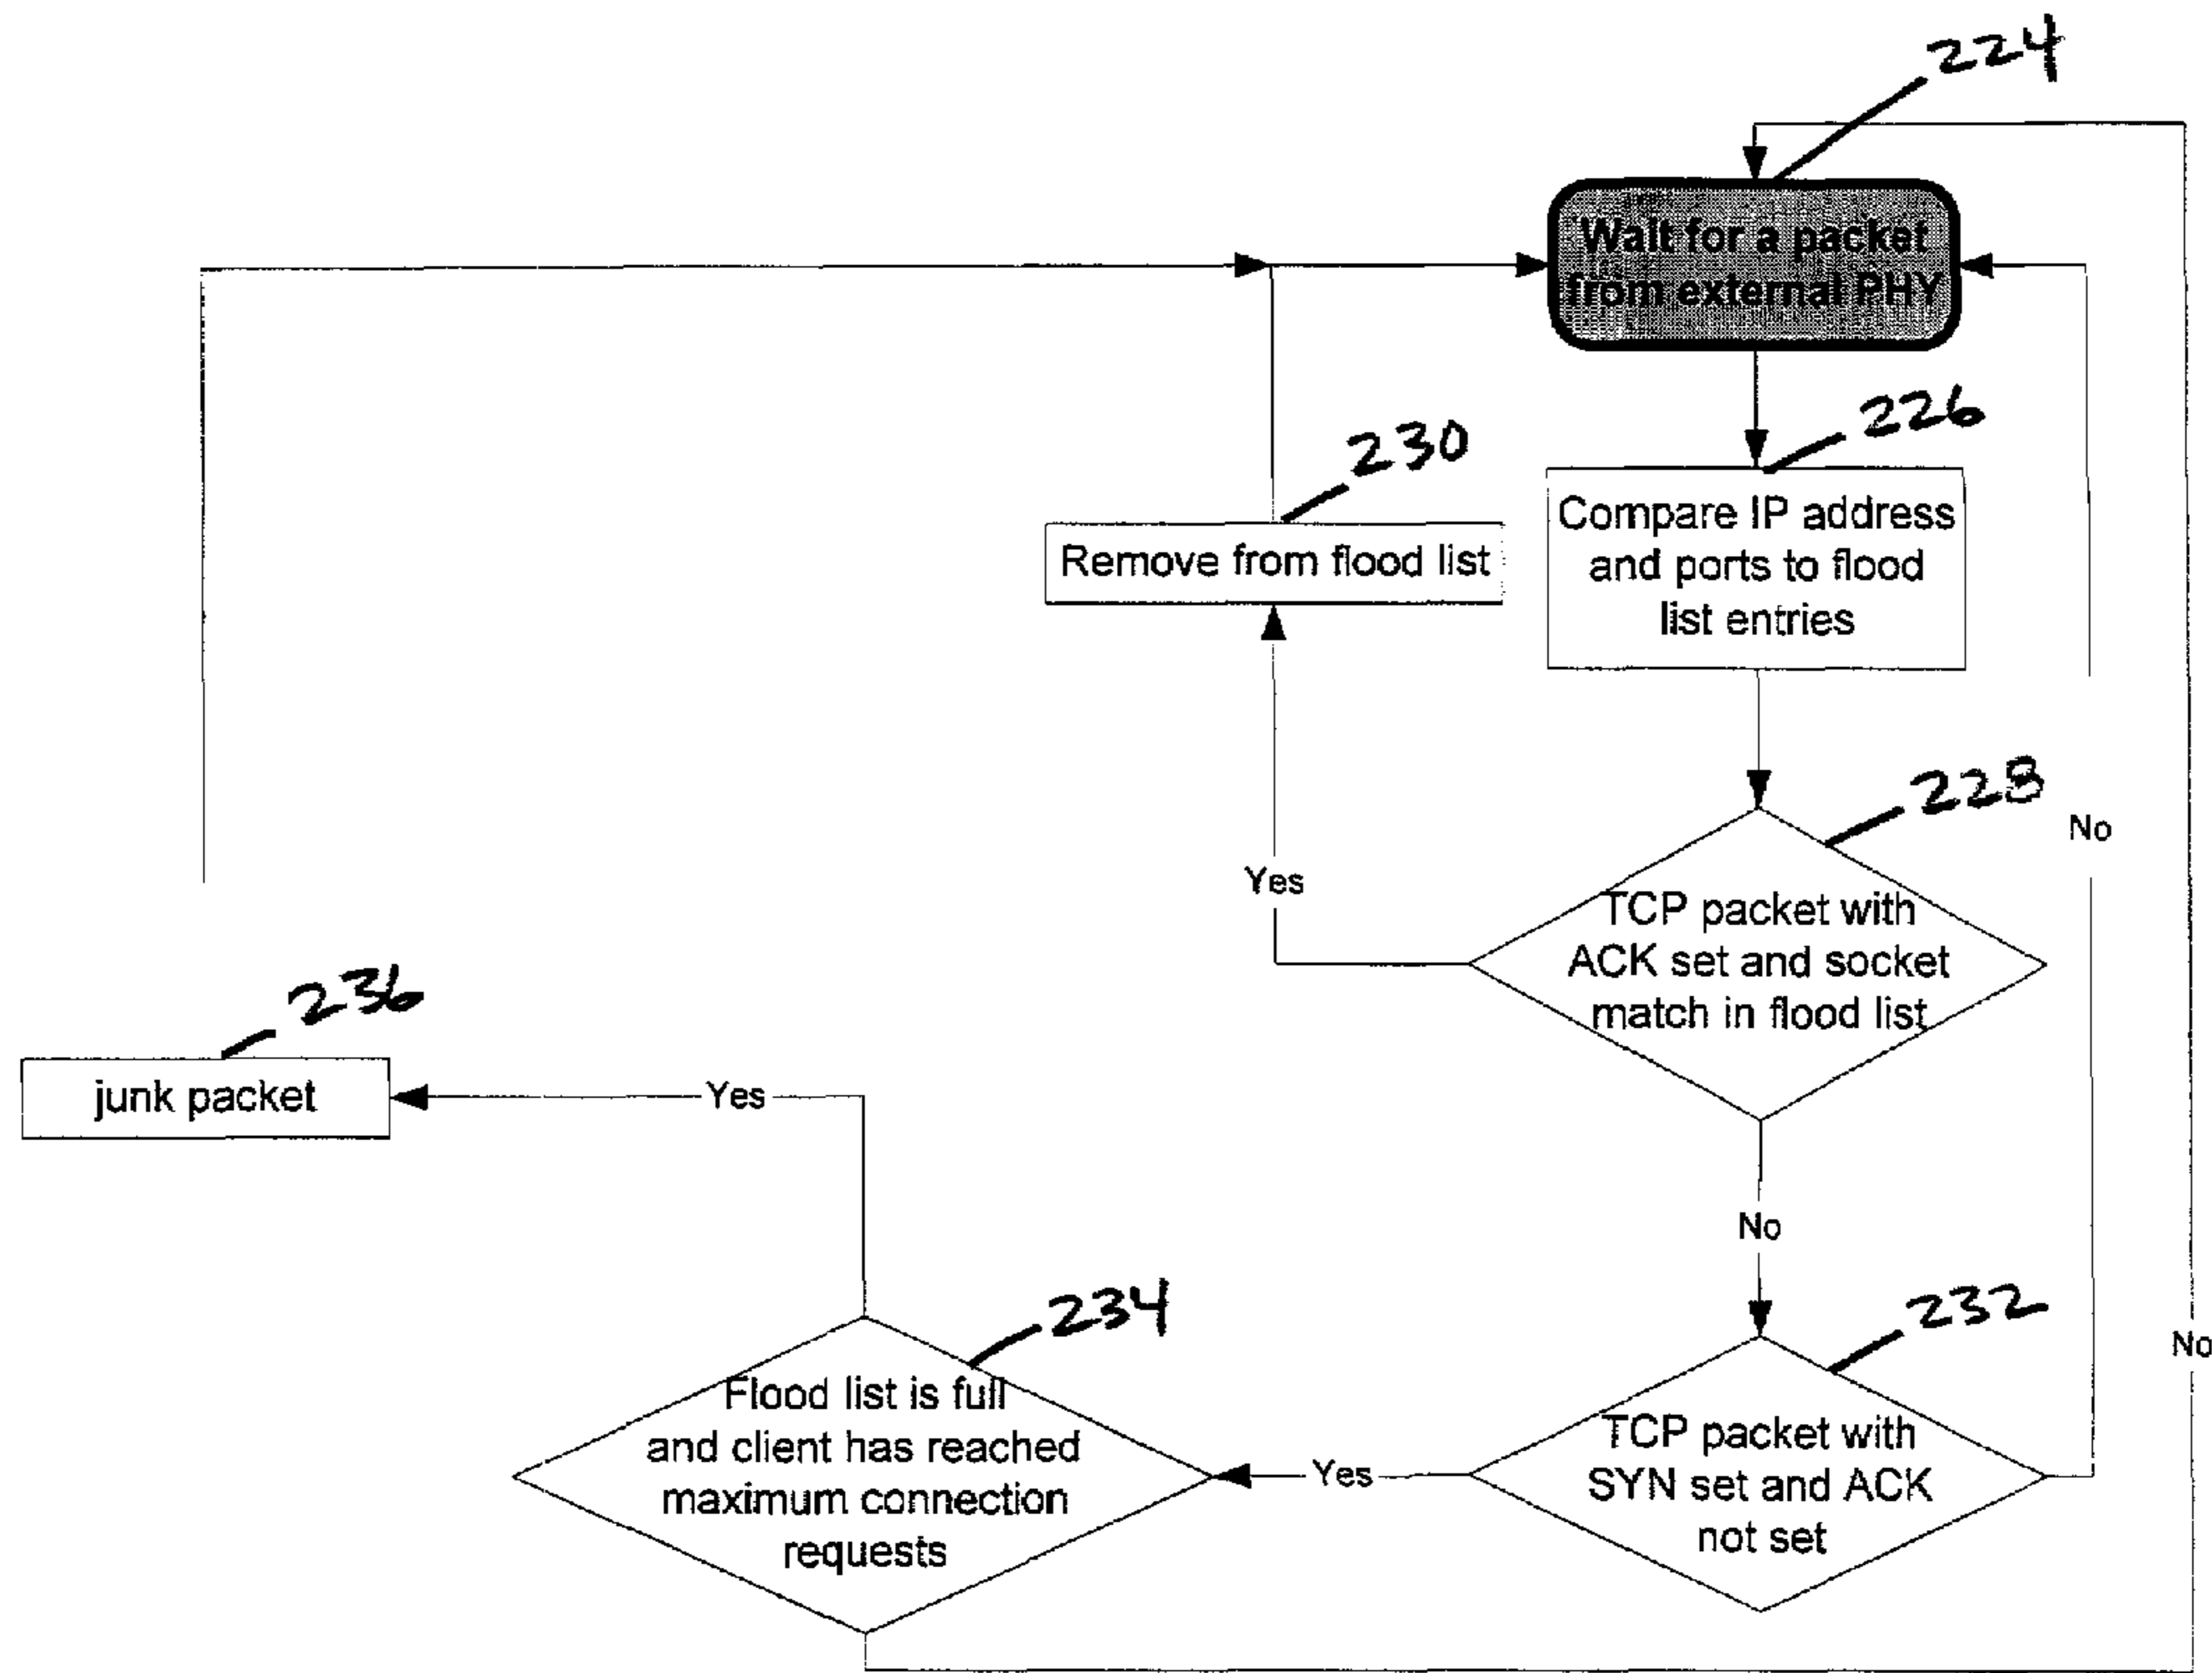 224
Wait for a packet
from external PHY
226
Compare IP address
and ports to flood
list entries
230
Remove from flood list
228
TCP packet with
ACK set and socket
match in flood list
Yes
No
No
232
TCP packet with
SYN set and ACK
not set
No
Yes
234
Flood list is full
and client has reached
maximum connection
requests
Yes
236
junk packet